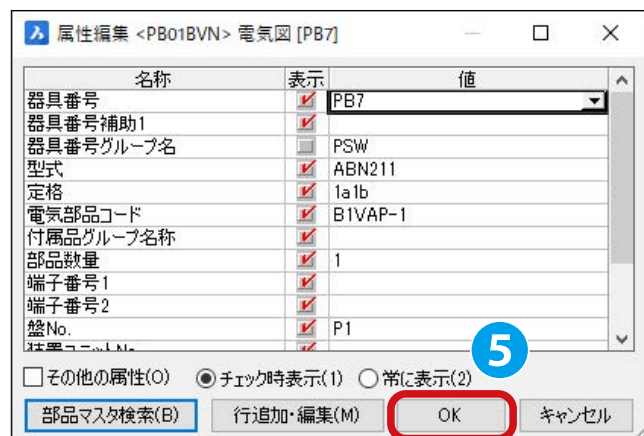 属性編集 <PB01BVN> 電気図 [PB7]
名称 表示 値
器具番号 PB7
器具番号補助1
器具番号グループ名 PSW
型式 ABN211
定格 1a1b
電気部品コード B1VAP-1
付属品グループ名称
部品数量 1
端子番号1
端子番号2
盤No. P1
5
その他の属性(O) チェック時表示(1) 常に表示(2)
部品マスタ検索(B) 行追加・編集(M) OK キャンセル